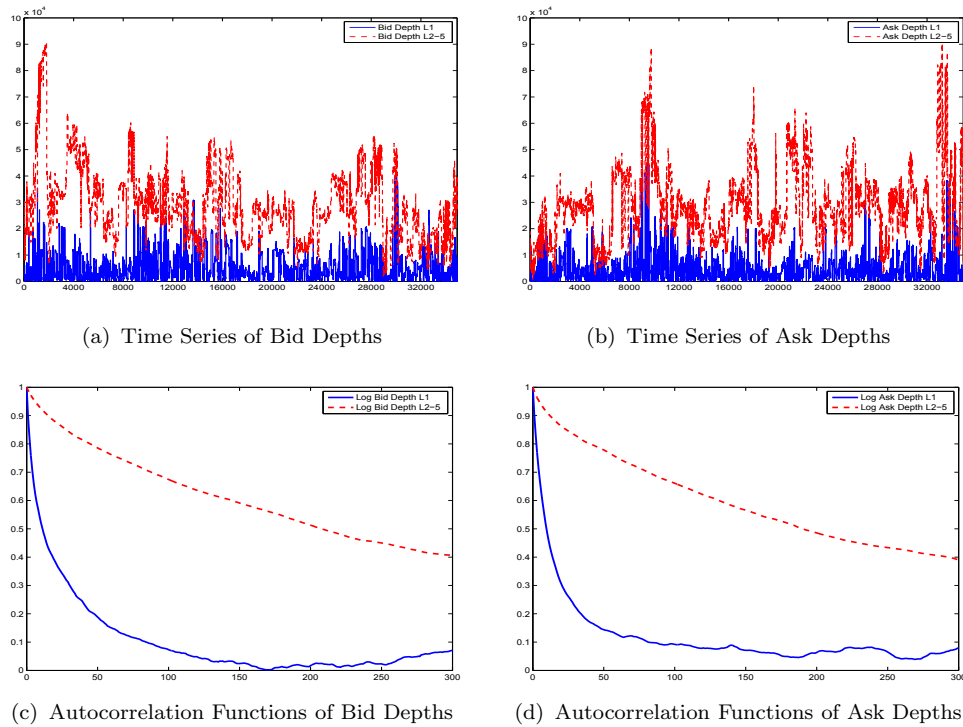 x 10^4
Bid Depth L1
Bid Depth L2−5
10
9
8
7
6
5
4
3
2
1
0
0 4000 8000 12000 16000 20000 24000 28000 32000
(a) Time Series of Bid Depths
x 10^4
Ask Depth L1
Ask Depth L2−5
10
9
8
7
6
5
4
3
2
1
0
0 4000 8000 12000 16000 20000 24000 28000 32000
(b) Time Series of Ask Depths
Log Bid Depth L1
Log Bid Depth L2−5
1
0.9
0.8
0.7
0.6
0.5
0.4
0.3
0.2
0.1
0
0 50 100 150 200 250 300
(c) Autocorrelation Functions of Bid Depths
Log Ask Depth L1
Log Ask Depth L2−5
1
0.9
0.8
0.7
0.6
0.5
0.4
0.3
0.2
0.1
0
0 50 100 150 200 250 300
(d) Autocorrelation Functions of Ask Depths